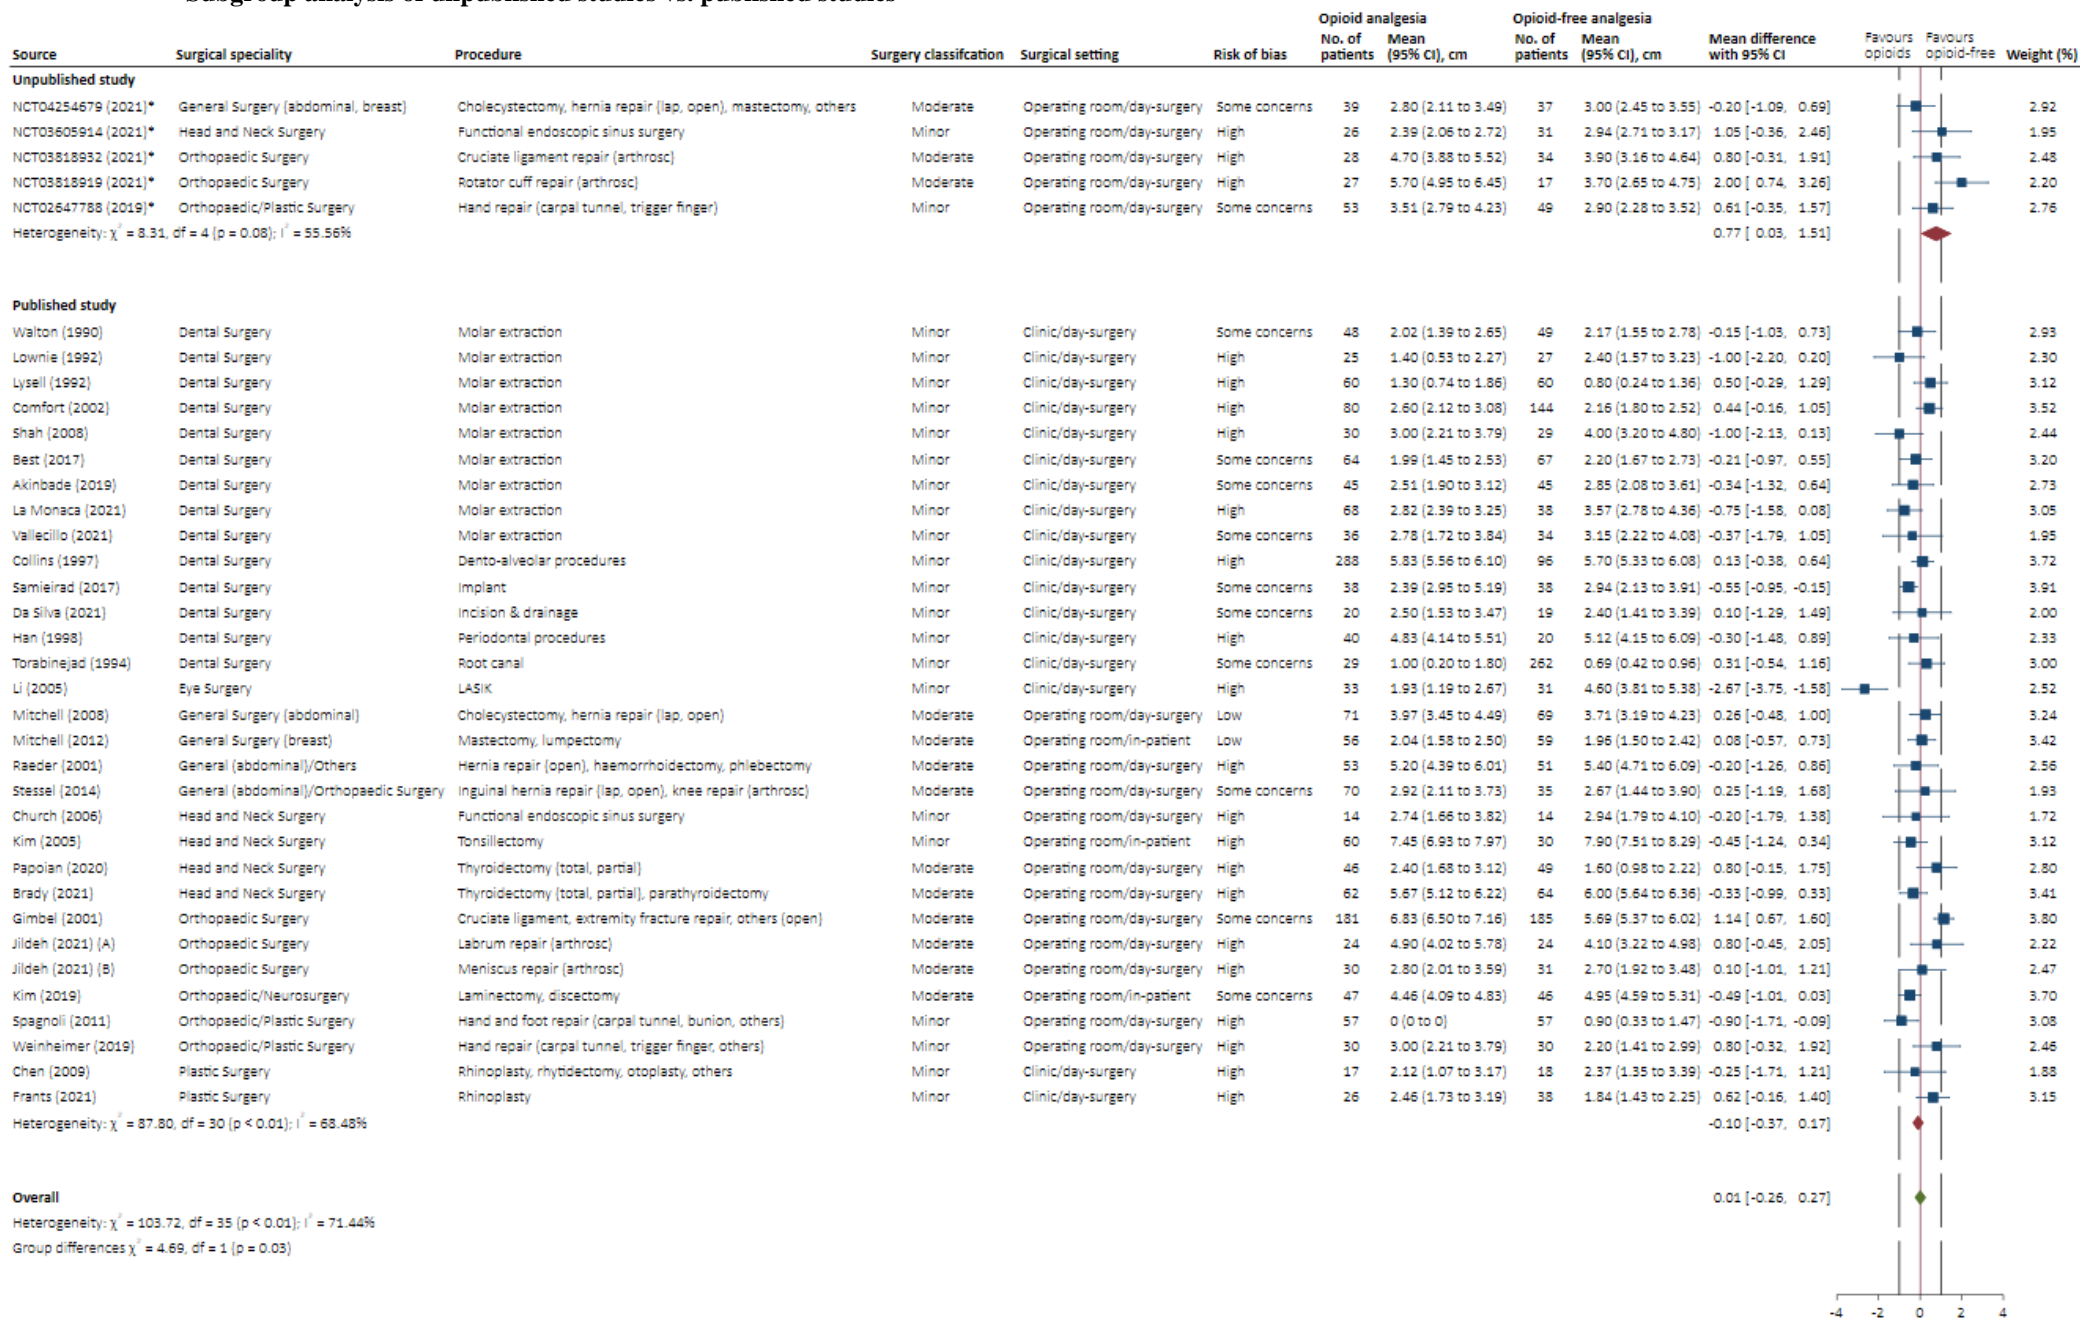 Subgroup analysis of unpublished studies vs. published studies
Opioid analgesia Opioid-free analgesia
No. of Mean No. of Mean Mean difference Favours Favours
Source Surgical speciality Procedure Surgery classifcation Surgical setting Risk of bias patients (95% CI), cm patients (95% CI), cm with 95% CI opioids opioid-free Weight (%)
Unpublished study
NCT04254679 (2021)* General Surgery (abdominal, breast) Cholecystectomy, hernia repair (lap, open), mastectomy, others Moderate Operating room/day-surgery Some concerns 39 2.80 (2.11 to 3.49) 37 3.00 (2.45 to 3.55) -0.20 [-1.09, 0.69] 2.92
NCT03605914 (2021)* Head and Neck Surgery Functional endoscopic sinus surgery Minor Operating room/day-surgery High 26 2.39 (2.06 to 2.72) 31 2.94 (2.71 to 3.17) 1.05 [-0.36, 2.46] 1.95
NCT03818932 (2021)* Orthopaedic Surgery Cruciate ligament repair (arthrosc) Moderate Operating room/day-surgery High 28 4.70 (3.88 to 5.52) 34 3.90 (3.16 to 4.64) 0.80 [-0.31, 1.91] 2.48
NCT03818919 (2021)* Orthopaedic Surgery Rotator cuff repair (arthrosc) Moderate Operating room/day-surgery High 27 5.70 (4.95 to 6.45) 17 3.70 (2.65 to 4.75) 2.00 [ 0.74, 3.26] 2.20
NCT02647788 (2019)* Orthopaedic/Plastic Surgery Hand repair (carpal tunnel, trigger finger) Minor Operating room/day-surgery Some concerns 53 3.51 (2.79 to 4.23) 49 2.90 (2.28 to 3.52) 0.61 [-0.35, 1.57] 2.76
Heterogeneity: χ² = 8.31, df = 4 (p = 0.08); I² = 55.56% 0.77 [ 0.03, 1.51]
Published study
Walton (1990) Dental Surgery Molar extraction Minor Clinic/day-surgery Some concerns 48 2.02 (1.39 to 2.65) 49 2.17 (1.55 to 2.78) -0.15 [-1.03, 0.73] 2.93
Lownie (1992) Dental Surgery Molar extraction Minor Clinic/day-surgery High 25 1.40 (0.53 to 2.27) 27 2.40 (1.57 to 3.23) -1.00 [-2.20, 0.20] 2.30
Lysell (1992) Dental Surgery Molar extraction Minor Clinic/day-surgery High 60 1.30 (0.74 to 1.86) 60 0.80 (0.24 to 1.36) 0.50 [-0.29, 1.29] 3.12
Comfort (2002) Dental Surgery Molar extraction Minor Clinic/day-surgery High 80 2.60 (2.12 to 3.08) 144 2.16 (1.80 to 2.52) 0.44 [-0.16, 1.05] 3.52
Shah (2008) Dental Surgery Molar extraction Minor Clinic/day-surgery High 30 3.00 (2.21 to 3.79) 29 4.00 (3.20 to 4.80) -1.00 [-2.13, 0.13] 2.44
Best (2017) Dental Surgery Molar extraction Minor Clinic/day-surgery Some concerns 64 1.99 (1.45 to 2.53) 67 2.20 (1.67 to 2.73) -0.21 [-0.97, 0.55] 3.20
Akinbade (2019) Dental Surgery Molar extraction Minor Clinic/day-surgery Some concerns 45 2.51 (1.90 to 3.12) 45 2.85 (2.08 to 3.61) -0.34 [-1.32, 0.64] 2.73
La Monaca (2021) Dental Surgery Molar extraction Minor Clinic/day-surgery High 68 2.82 (2.39 to 3.25) 38 3.57 (2.78 to 4.36) -0.75 [-1.58, 0.08] 3.05
Vallecillo (2021) Dental Surgery Molar extraction Minor Clinic/day-surgery Some concerns 36 2.78 (1.72 to 3.84) 34 3.15 (2.22 to 4.08) -0.37 [-1.79, 1.05] 1.95
Collins (1997) Dental Surgery Dento-alveolar procedures Minor Clinic/day-surgery High 288 5.83 (5.56 to 6.10) 96 5.70 (5.33 to 6.08) 0.13 [-0.38, 0.64] 3.72
Samieirad (2017) Dental Surgery Implant Minor Clinic/day-surgery Some concerns 38 2.39 (2.95 to 5.19) 38 2.94 (2.13 to 3.91) -0.55 [-0.95, -0.15] 3.91
Da Silva (2021) Dental Surgery Incision & drainage Minor Clinic/day-surgery Some concerns 20 2.50 (1.53 to 3.47) 19 2.40 (1.41 to 3.39) 0.10 [-1.29, 1.49] 2.00
Han (1998) Dental Surgery Periodontal procedures Minor Clinic/day-surgery High 40 4.83 (4.14 to 5.51) 20 5.12 (4.15 to 6.09) -0.30 [-1.48, 0.89] 2.33
Torabinejad (1994) Dental Surgery Root canal Minor Clinic/day-surgery Some concerns 29 1.00 (0.20 to 1.80) 262 0.69 (0.42 to 0.96) 0.31 [-0.54, 1.16] 3.00
Li (2005) Eye Surgery LASIK Minor Clinic/day-surgery High 33 1.93 (1.19 to 2.67) 31 4.60 (3.81 to 5.38) -2.67 [-3.75, -1.58] 2.52
Mitchell (2008) General Surgery (abdominal) Cholecystectomy, hernia repair (lap, open) Moderate Operating room/day-surgery Low 71 3.97 (3.45 to 4.49) 69 3.71 (3.19 to 4.23) 0.26 [-0.48, 1.00] 3.24
Mitchell (2012) General Surgery (breast) Mastectomy, lumpectomy Moderate Operating room/in-patient Low 56 2.04 (1.58 to 2.50) 59 1.96 (1.50 to 2.42) 0.08 [-0.57, 0.73] 3.42
Raeder (2001) General (abdominal)/Others Hernia repair (open), haemorrhoidectomy, phlebectomy Moderate Operating room/day-surgery High 53 5.20 (4.39 to 6.01) 51 5.40 (4.71 to 6.09) -0.20 [-1.26, 0.86] 2.56
Stessel (2014) General (abdominal)/Orthopaedic Surgery Inguinal hernia repair (lap, open), knee repair (arthrosc) Moderate Operating room/day-surgery Some concerns 70 2.92 (2.11 to 3.73) 35 2.67 (1.44 to 3.90) 0.25 [-1.19, 1.68] 1.93
Church (2006) Head and Neck Surgery Functional endoscopic sinus surgery Minor Operating room/day-surgery High 14 2.74 (1.66 to 3.82) 14 2.94 (1.79 to 4.10) -0.20 [-1.79, 1.38] 1.72
Kim (2005) Head and Neck Surgery Tonsillectomy Minor Operating room/in-patient High 60 7.45 (6.93 to 7.97) 30 7.90 (7.51 to 8.29) -0.45 [-1.24, 0.34] 3.12
Papoian (2020) Head and Neck Surgery Thyroidectomy (total, partial) Moderate Operating room/day-surgery High 46 2.40 (1.68 to 3.12) 49 1.60 (0.98 to 2.22) 0.80 [-0.15, 1.75] 2.80
Brady (2021) Head and Neck Surgery Thyroidectomy (total, partial), parathyroidectomy Moderate Operating room/day-surgery High 62 5.67 (5.12 to 6.22) 64 6.00 (5.64 to 6.36) -0.33 [-0.99, 0.33] 3.41
Gimbel (2001) Orthopaedic Surgery Cruciate ligament, extremity fracture repair, others (open) Moderate Operating room/day-surgery Some concerns 181 6.83 (6.50 to 7.16) 185 5.69 (5.37 to 6.02) 1.14 [ 0.67, 1.60] 3.80
Jildeh (2021) (A) Orthopaedic Surgery Labrum repair (arthrosc) Moderate Operating room/day-surgery High 24 4.90 (4.02 to 5.78) 24 4.10 (3.22 to 4.98) 0.80 [-0.45, 2.05] 2.22
Jildeh (2021) (B) Orthopaedic Surgery Meniscus repair (arthrosc) Moderate Operating room/day-surgery High 30 2.80 (2.01 to 3.59) 31 2.70 (1.92 to 3.48) 0.10 [-1.01, 1.21] 2.47
Kim (2019) Orthopaedic/Neurosurgery Laminectomy, discectomy Moderate Operating room/in-patient Some concerns 47 4.46 (4.09 to 4.83) 46 4.95 (4.59 to 5.31) -0.49 [-1.01, 0.03] 3.70
Spagnoli (2011) Orthopaedic/Plastic Surgery Hand and foot repair (carpal tunnel, bunion, others) Minor Operating room/day-surgery High 57 0 (0 to 0) 57 0.90 (0.33 to 1.47) -0.90 [-1.71, -0.09] 3.08
Weinheimer (2019) Orthopaedic/Plastic Surgery Hand repair (carpal tunnel, trigger finger, others) Minor Operating room/day-surgery High 30 3.00 (2.21 to 3.79) 30 2.20 (1.41 to 2.99) 0.80 [-0.32, 1.92] 2.46
Chen (2009) Plastic Surgery Rhinoplasty, rhytidectomy, otoplasty, others Minor Clinic/day-surgery High 17 2.12 (1.07 to 3.17) 18 2.37 (1.35 to 3.39) -0.25 [-1.71, 1.21] 1.88
Frants (2021) Plastic Surgery Rhinoplasty Minor Clinic/day-surgery High 26 2.46 (1.73 to 3.19) 38 1.84 (1.43 to 2.25) 0.62 [-0.16, 1.40] 3.15
Heterogeneity: χ² = 87.80, df = 30 (p < 0.01); I² = 68.48% -0.10 [-0.37, 0.17]
Overall 0.01 [-0.26, 0.27]
Heterogeneity: χ² = 103.72, df = 35 (p < 0.01); I² = 71.44%
Group differences χ² = 4.69, df = 1 (p = 0.03)
-4 -2 0 2 4